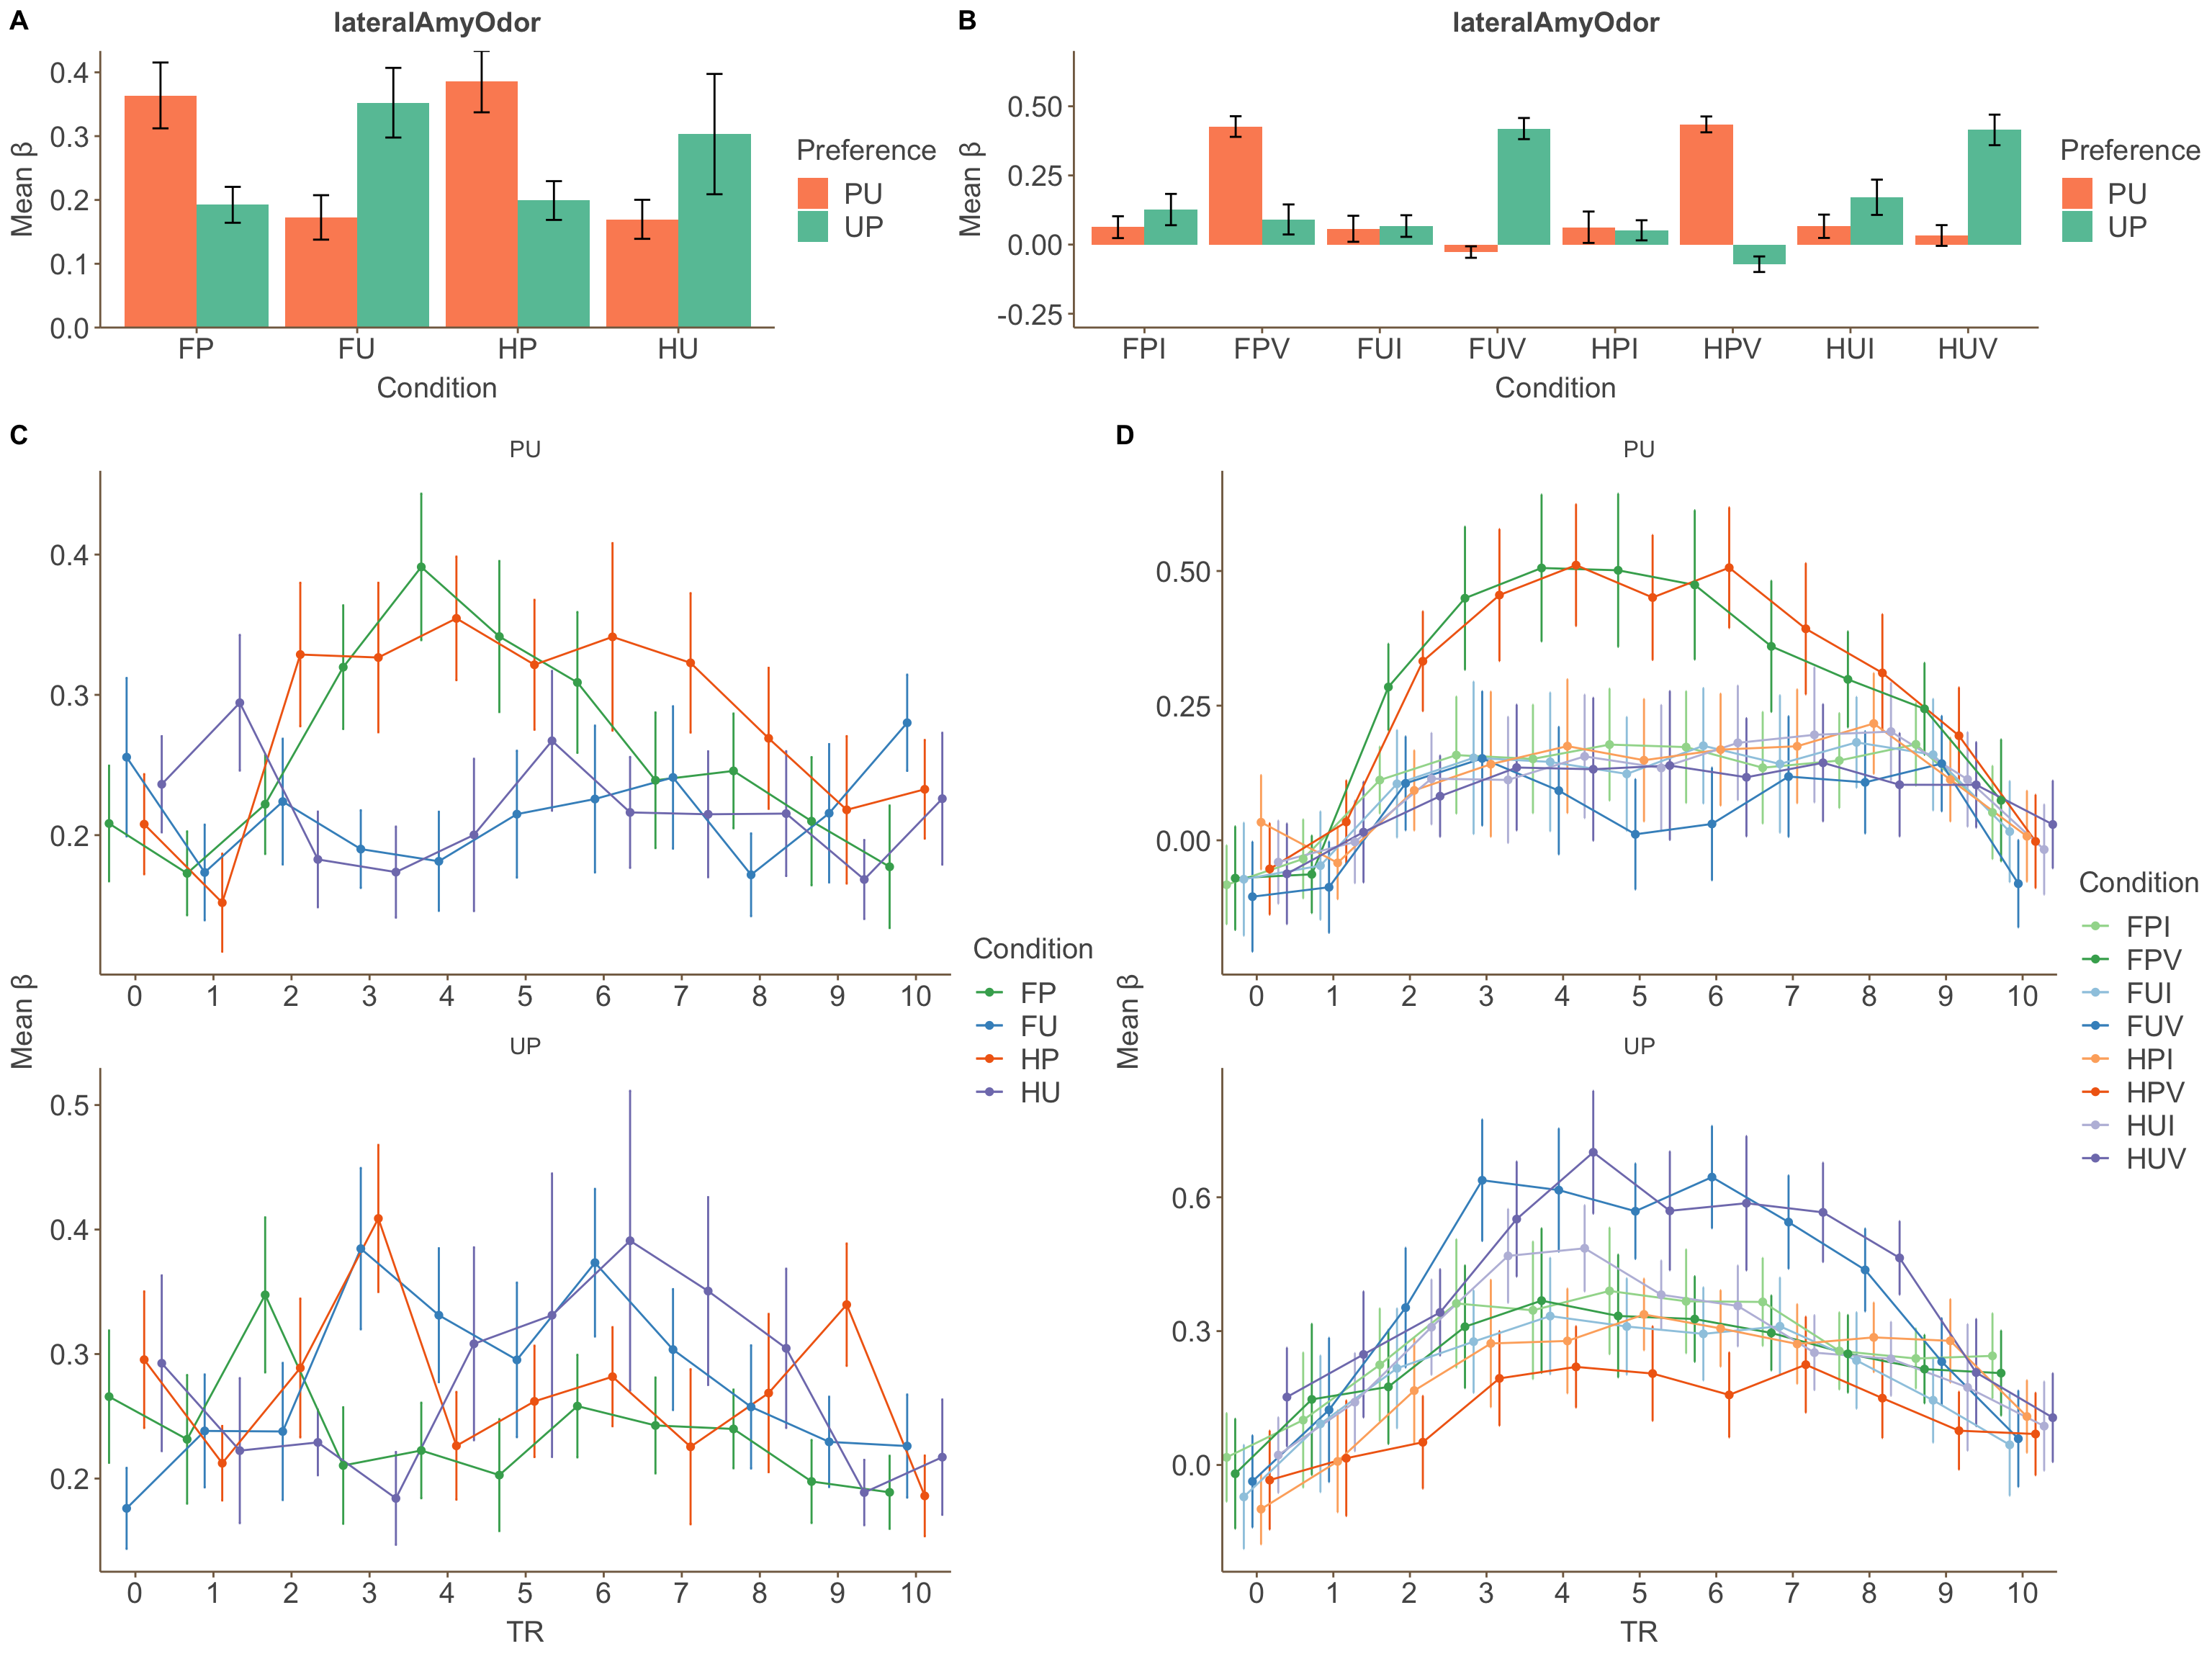 A
lateralAmyOdor
Mean β
0.4
0.3
0.2
0.1
0.0
FP FU HP HU
Condition
Preference
PU
UP
B
lateralAmyOdor
Mean β
0.50
0.25
0.00
-0.25
FPI FPV FUI FUV HPI HPV HUI HUV
Condition
Preference
PU
UP
C
PU
0.4
0.3
0.2
0 1 2 3 4 5 6 7 8 9 10
Mean β
UP
0.5
0.4
0.3
0.2
0 1 2 3 4 5 6 7 8 9 10
TR
Condition
FP
FU
HP
HU
D
PU
0.50
0.25
0.00
0 1 2 3 4 5 6 7 8 9 10
Mean β
UP
0.6
0.3
0.0
0 1 2 3 4 5 6 7 8 9 10
TR
Condition
FPI
FPV
FUI
FUV
HPI
HPV
HUI
HUV